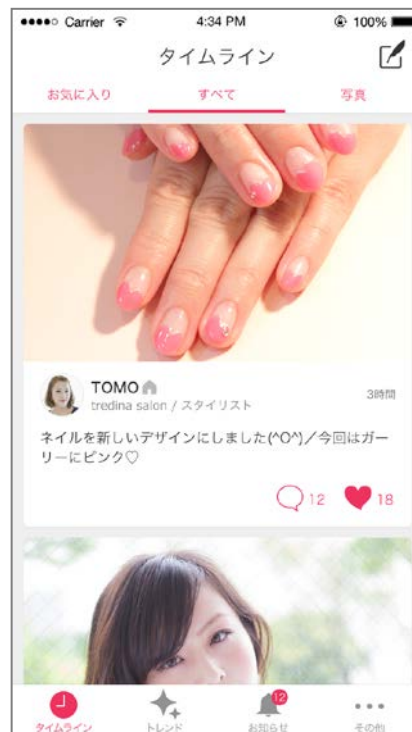 Carrier 4:34 PM 100%
タイムライン
お気に入り すべて 写真
TOMO
tredina salon / スタイリスト
3時間
ネイルを新しいデザインにしました(^O^)／今回はガー
リーにピンク♡
12 18
12
タイムライン トレンド お知らせ その他